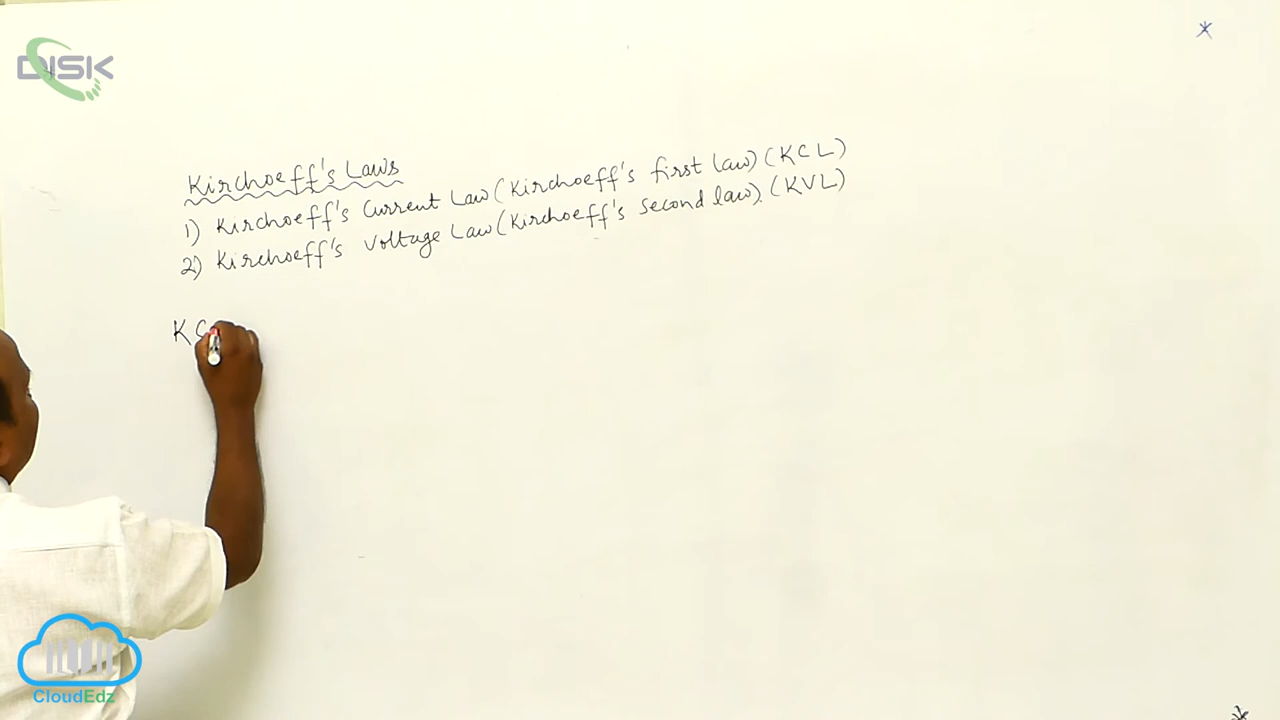 DISK
Kirchoeff's Laws
1) Kirchoeff's Current Law (Kirchoeff's first law) (KCL)
2) Kirchoeff's Voltage Law (Kirchoeff's second law). (KVL)
KC
CloudEdz